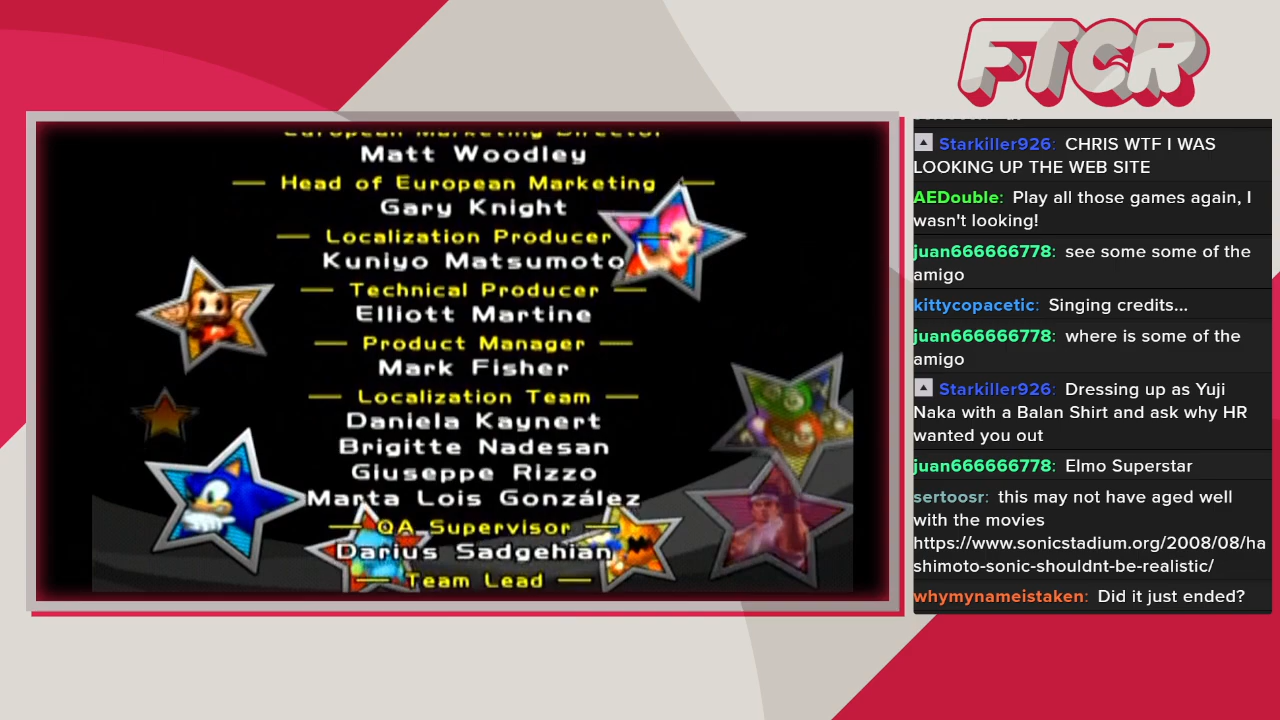 FTCR
European Marketing Director
Matt Woodley
Head of European Marketing
Gary Knight
Localization Producer
Kuniyo Matsumoto
Technical Producer
Elliott Martine
Product Manager
Mark Fisher
Localization Team
Daniela Kaynert
Brigitte Nadesan
Giuseppe Rizzo
Marta Lois González
QA Supervisor
Darius Sadgehian
Team Lead
Starkiller926: CHRIS WTF I WAS
LOOKING UP THE WEB SITE
AEDouble: Play all those games again, I
wasn't looking!
juan666666778: see some some of the
amigo
kittycopacetic: Singing credits...
juan666666778: where is some of the
amigo
Starkiller926: Dressing up as Yuji
Naka with a Balan Shirt and ask why HR
wanted you out
juan666666778: Elmo Superstar
sertoosr: this may not have aged well
with the movies
https://www.sonicstadium.org/2008/08/ha
shimoto-sonic-shouldnt-be-realistic/
whymynameistaken: Did it just ended?